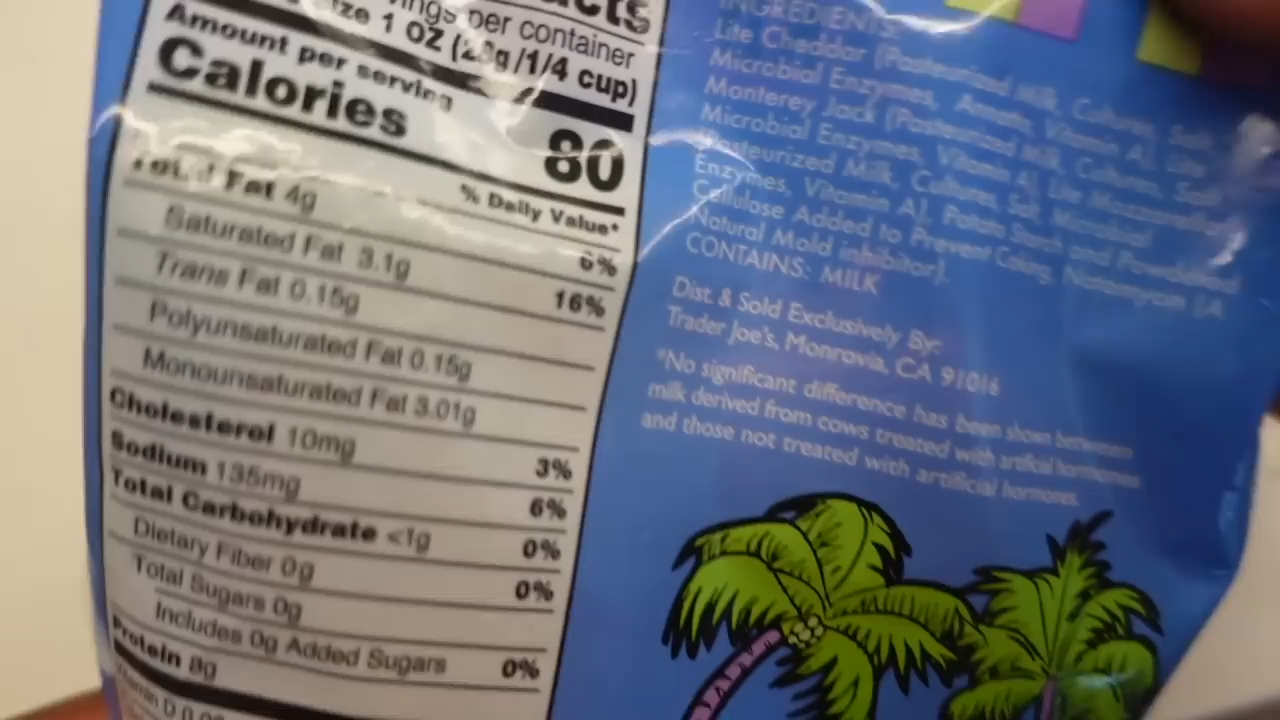 per container
1 OZ (28g/1/4 cup)
Amount per serving
Calories 80
% Daily Value*
Total Fat 4g 6%
Saturated Fat 3.1g 16%
Trans Fat 0.15g
Polyunsaturated Fat 0.15g
Monounsaturated Fat 3.01g
Cholesterol 10mg 3%
Sodium 135mg 6%
Total Carbohydrate <1g 0%
Dietary Fiber 0g 0%
Total Sugars 0g
Includes 0g Added Sugars 0%
Protein 8g
INGREDIENTS:
Lite Cheddar (Pasteurized Milk, Cultures, Salt,
Microbial Enzymes, Annatto, Vitamin A), Lite
Monterey Jack (Pasteurized Milk, Cultures, Salt,
Microbial Enzymes, Vitamin A), Lite Mozzarella
Pasteurized Milk, Cultures, Salt, Microbial
Enzymes, Vitamin A), Potato Starch and Powdered
Cellulose Added to Prevent Caking, Natamycin (A
Natural Mold inhibitor).
CONTAINS: MILK
Dist. & Sold Exclusively By:
Trader Joe's, Monrovia, CA 91016
*No significant difference has been shown between
milk derived from cows treated with artificial hormones
and those not treated with artificial hormones.